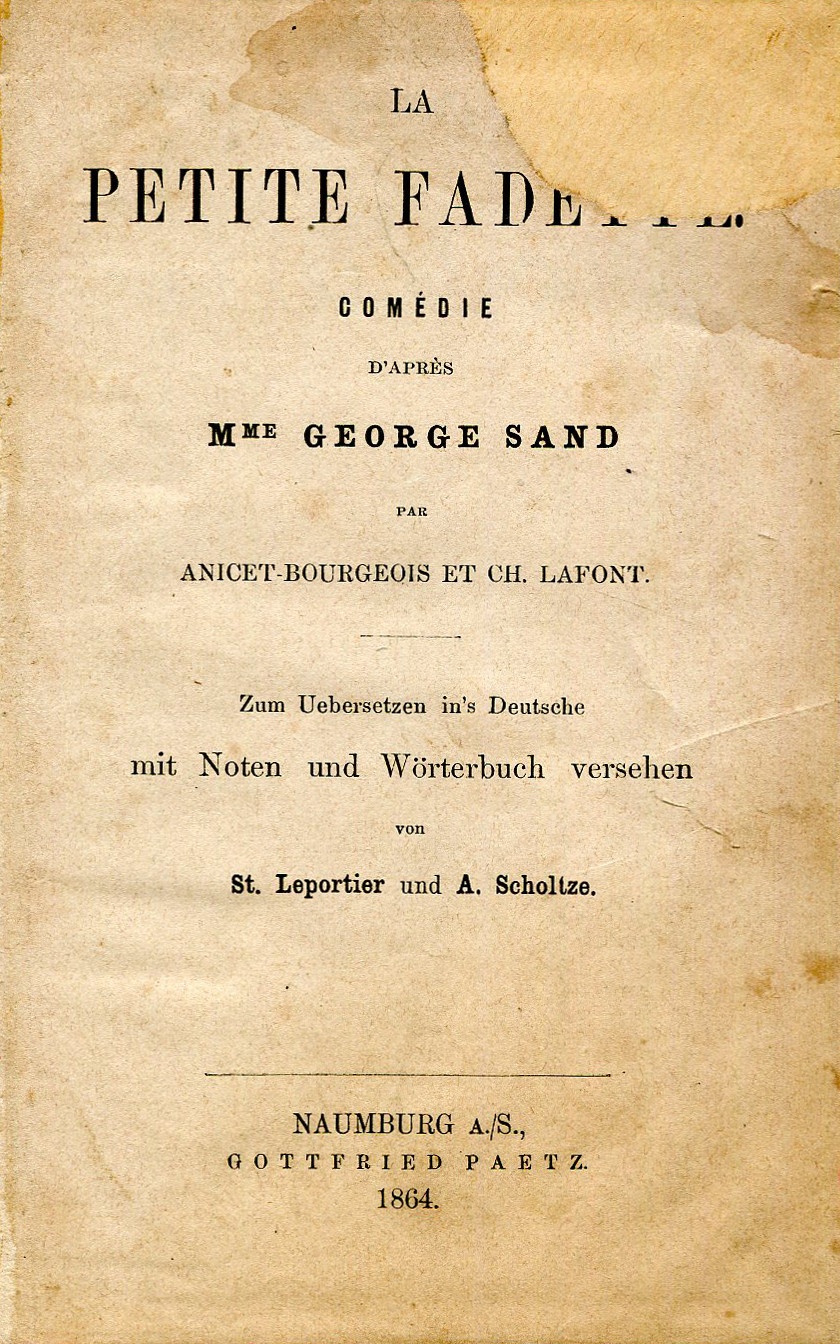 LA
PETITE FADETTE.
COMÉDIE
D'APRÈS
MME GEORGE SAND
PAR
ANICET-BOURGEOIS ET CH. LAFONT.
Zum Uebersetzen in's Deutsche
mit Noten und Wörterbuch versehen
von
St. Leportier und A. Scholtze.
NAUMBURG A./S.,
GOTTFRIED PAETZ.
1864.